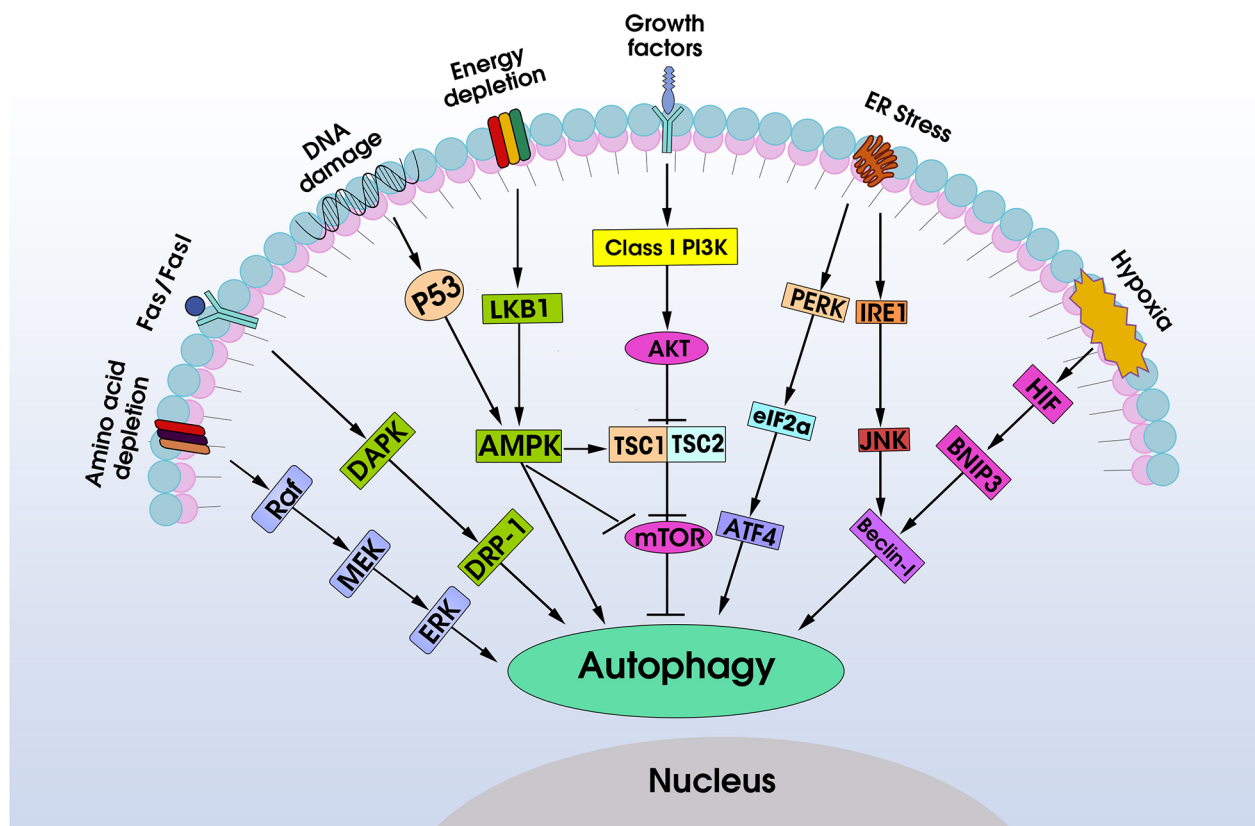 Growth
factors
Energy
depletion
ER Stress
DNA
damage
Hypoxia
Fas/Fasl
Amino acid
depletion
Class I PI3K
P53
LKB1
PERK
IRE1
AKT
HIF
eIF2a
DAPK
AMPK
TSC1
TSC2
JNK
BNIP3
Raf
mTOR
ATF4
DRP-1
Beclin-I
MEK
ERK
Autophagy
Nucleus